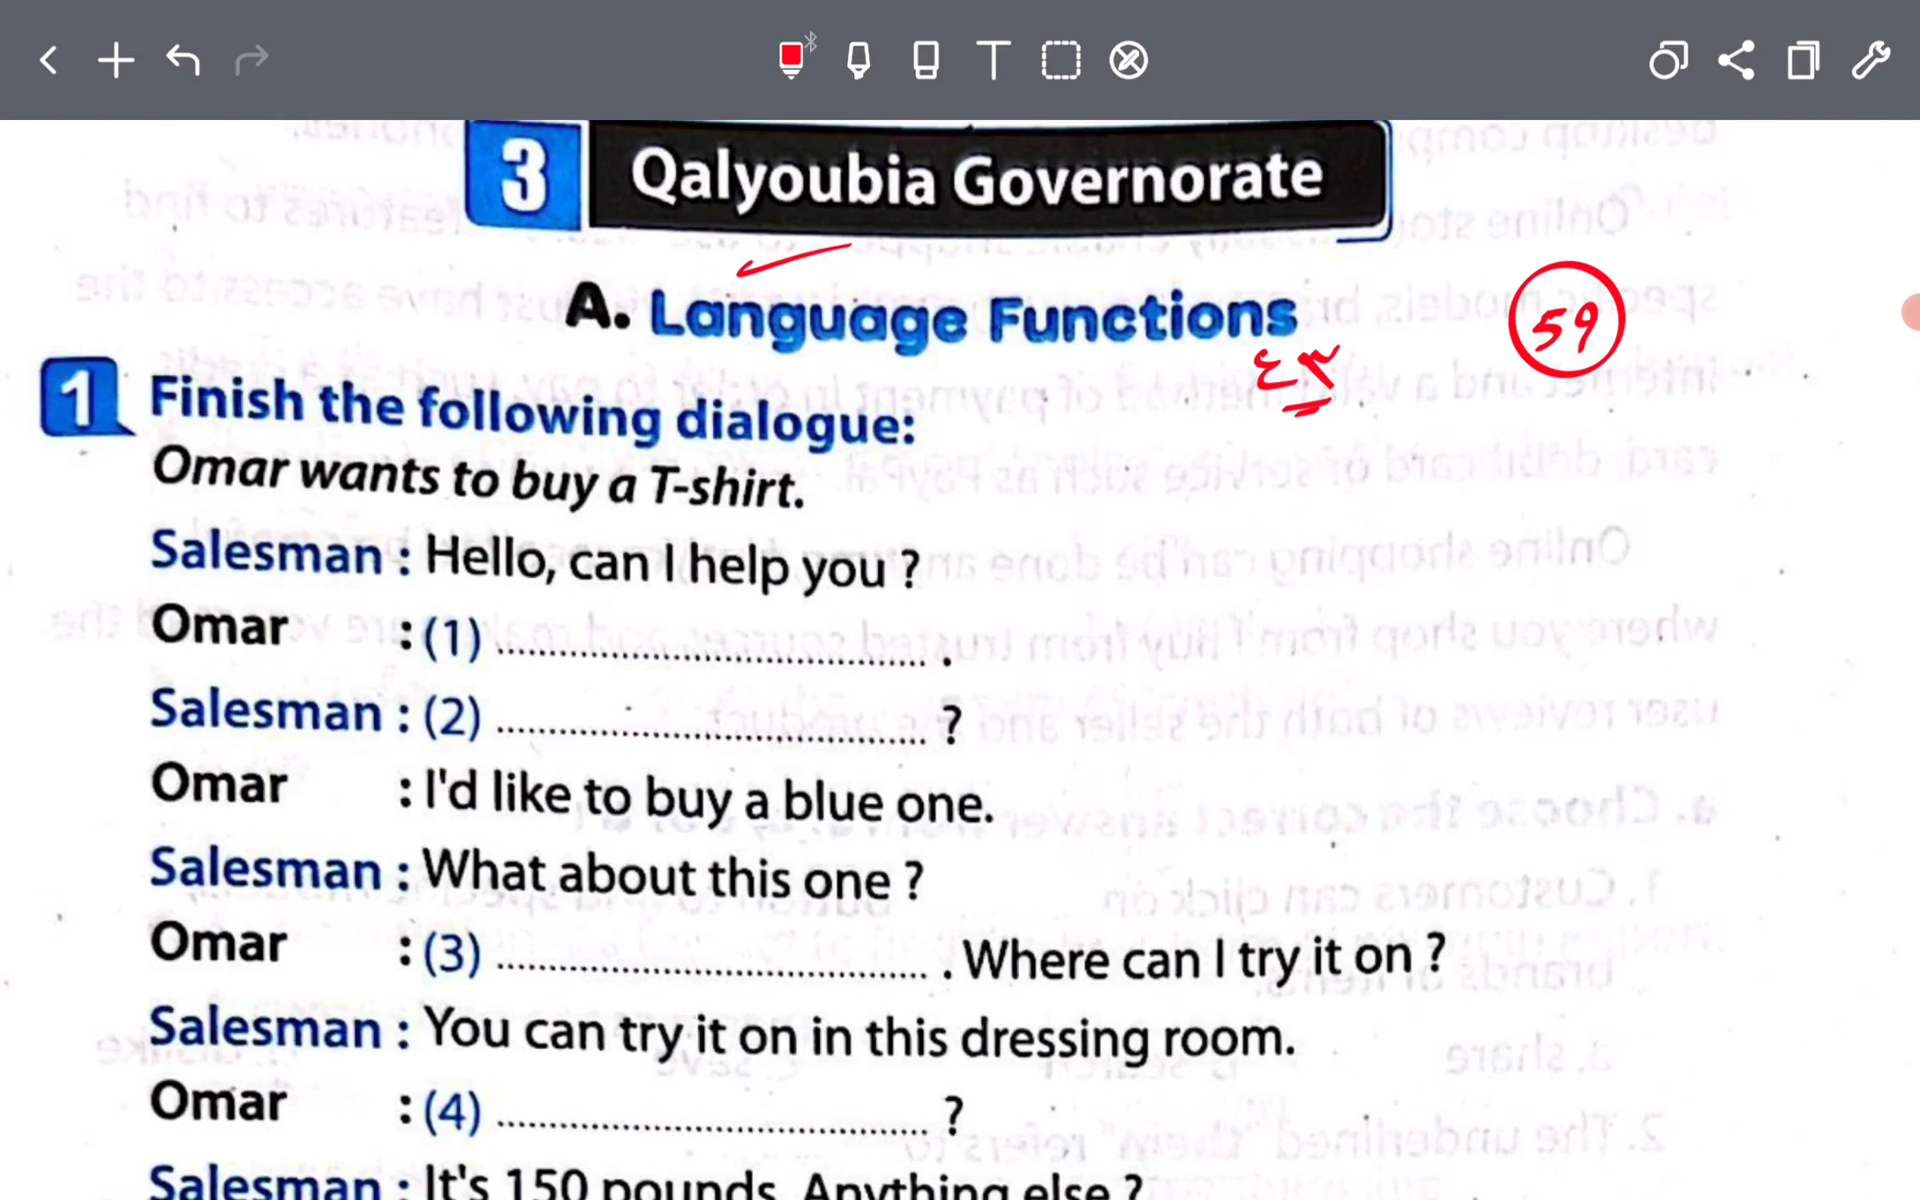 3 Qalyoubia Governorate
A. Language Functions
59
1 Finish the following dialogue:
Omar wants to buy a T-shirt.
Salesman : Hello, can I help you ?
Omar : (1) ........................................ .
Salesman : (2) ........................................ ?
Omar : I'd like to buy a blue one.
Salesman : What about this one ?
Omar : (3) ........................................ . Where can I try it on ?
Salesman : You can try it on in this dressing room.
Omar : (4) ........................................ ?
Salesman : It's 150 pounds. Anything else ?